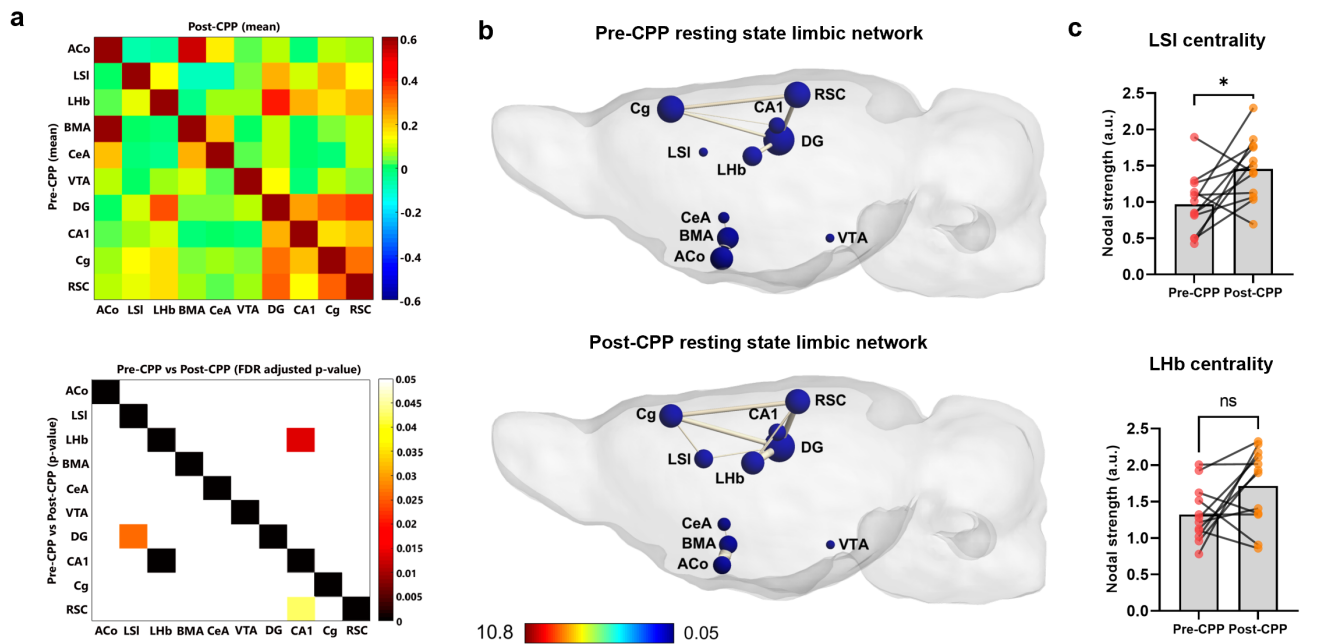 a
Post-CPP (mean)
Pre-CPP (mean)
ACo
LSI
LHb
BMA
CeA
VTA
DG
CA1
Cg
RSC
ACo LSI LHb BMA CeA VTA DG CA1 Cg RSC
0.6
0.4
0.2
0
-0.2
-0.4
-0.6
Pre-CPP vs Post-CPP (FDR adjusted p-value)
Pre-CPP vs Post-CPP (p-value)
ACo
LSI
LHb
BMA
CeA
VTA
DG
CA1
Cg
RSC
ACo LSI LHb BMA CeA VTA DG CA1 Cg RSC
0.05
0.045
0.04
0.035
0.03
0.025
0.02
0.015
0.01
0.005
0
b
Pre-CPP resting state limbic network
Cg
CA1
RSC
DG
LSI
LHb
CeA
BMA
ACo
VTA
Post-CPP resting state limbic network
Cg
CA1
RSC
DG
LSI
LHb
CeA
BMA
ACo
VTA
10.8
0.05
c
LSI centrality
*
Nodal strength (a.u.)
2.5
2.0
1.5
1.0
0.5
0.0
Pre-CPP Post-CPP
LHb centrality
ns
Nodal strength (a.u.)
2.5
2.0
1.5
1.0
0.5
0.0
Pre-CPP Post-CPP